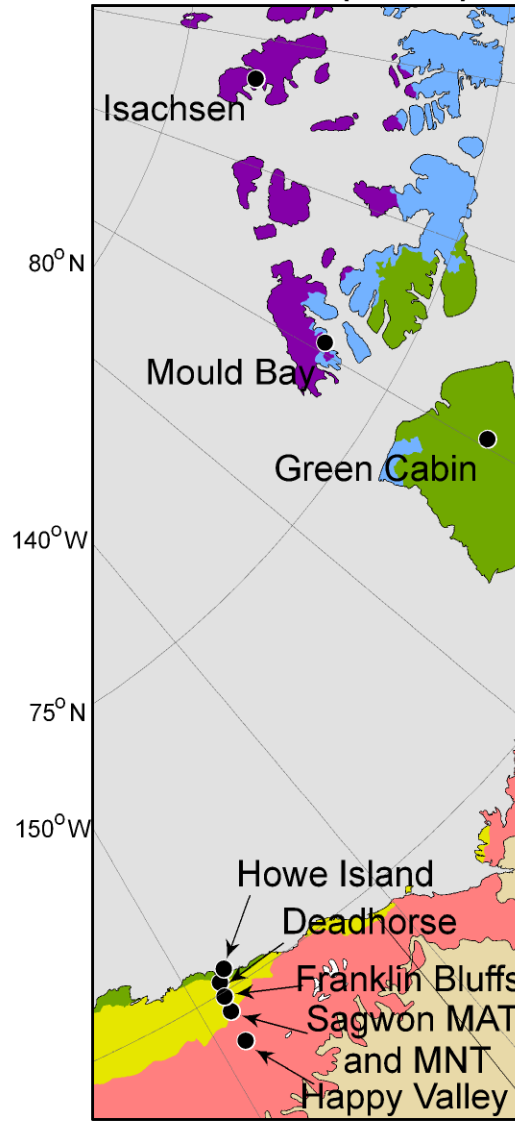 Isachsen
80°N
Mould Bay
Green Cabin
140°W
75°N
150°W
Howe Island
Deadhorse
Franklin Bluffs
Sagwon MAT
and MNT
Happy Valley